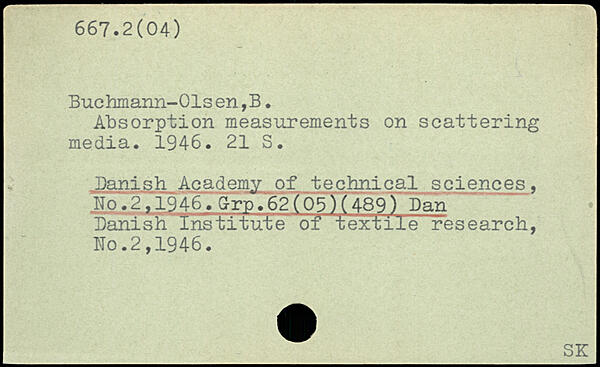 667.2(04)
Buchmann-Olsen,B.
Absorption measurements on scattering
media. 1946. 21 S.
Danish Academy of technical sciences,
No.2,1946. Grp.62(05)(489) Dan
Danish Institute of textile research,
No.2,1946.
SK